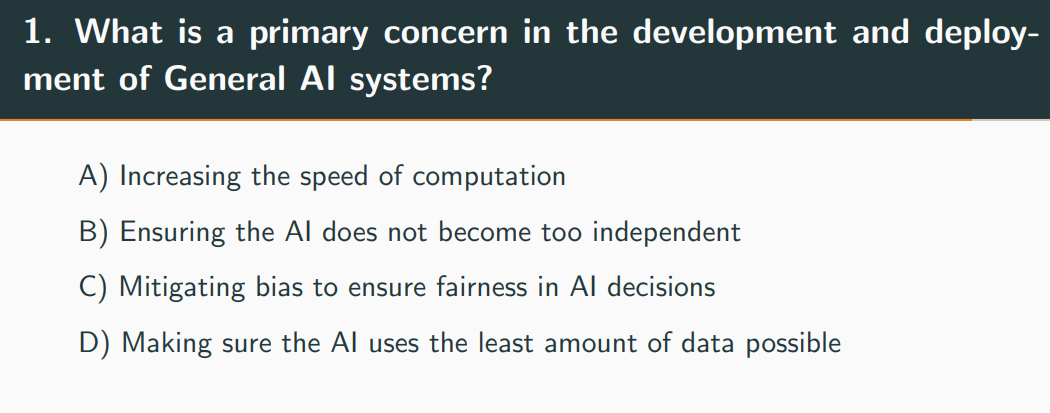 1. What is a primary concern in the development and deploy-
ment of General AI systems?
A) Increasing the speed of computation
B) Ensuring the AI does not become too independent
C) Mitigating bias to ensure fairness in AI decisions
D) Making sure the AI uses the least amount of data possible